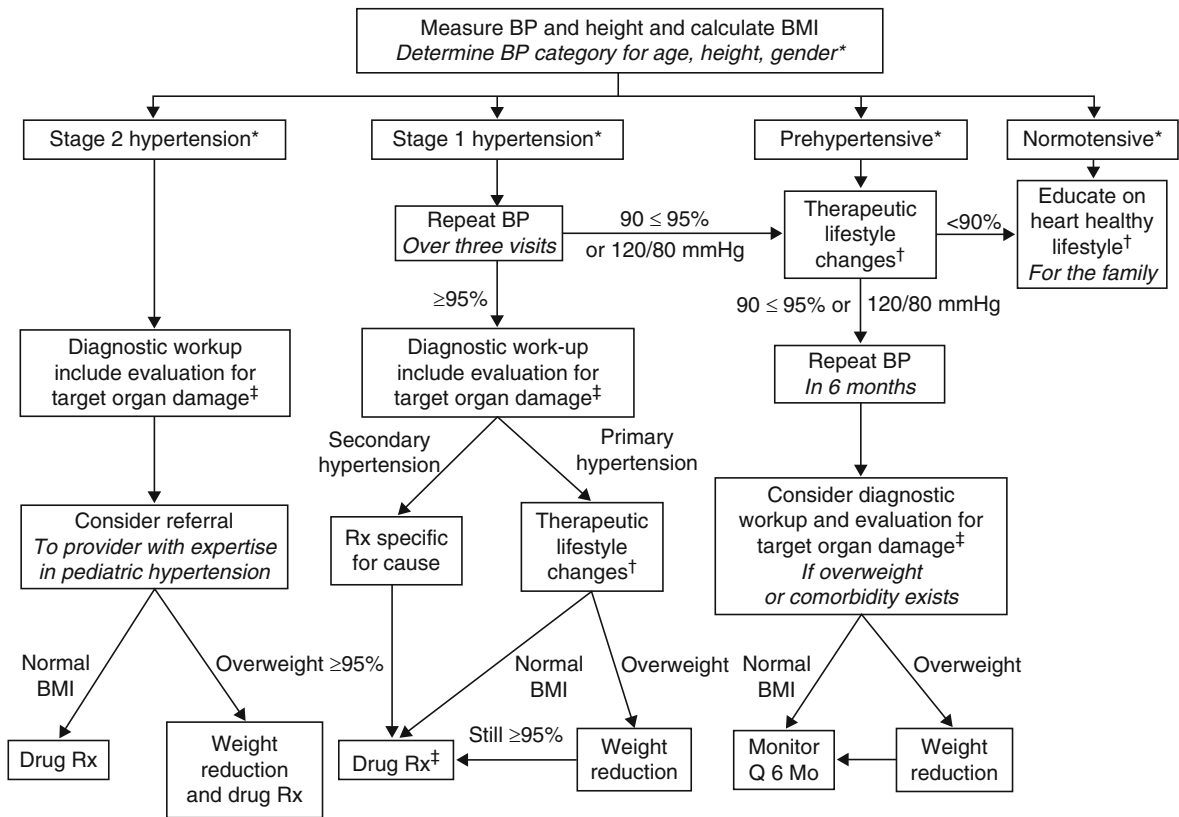 Measure BP and height and calculate BMI
Determine BP category for age, height, gender*
Stage 2 hypertension*
Stage 1 hypertension*
Prehypertensive*
Normotensive*
Repeat BP
Over three visits
90 ≤ 95%
or 120/80 mmHg
Therapeutic
lifestyle
changes†
<90%
Educate on
heart healthy
lifestyle†
For the family
≥95%
90 ≤ 95% or 120/80 mmHg
Diagnostic workup
include evaluation for
target organ damage‡
Diagnostic work-up
include evaluation for
target organ damage‡
Repeat BP
In 6 months
Secondary
hypertension
Primary
hypertension
Consider referral
To provider with expertise
in pediatric hypertension
Rx specific
for cause
Therapeutic
lifestyle
changes†
Consider diagnostic
workup and evaluation for
target organ damage‡
If overweight
or comorbidity exists
Normal
BMI
Overweight ≥95%
Normal
BMI
Overweight
Normal
BMI
Overweight
Drug Rx
Weight
reduction
and drug Rx
Drug Rx‡
Still ≥95%
Weight
reduction
Monitor
Q 6 Mo
Weight
reduction